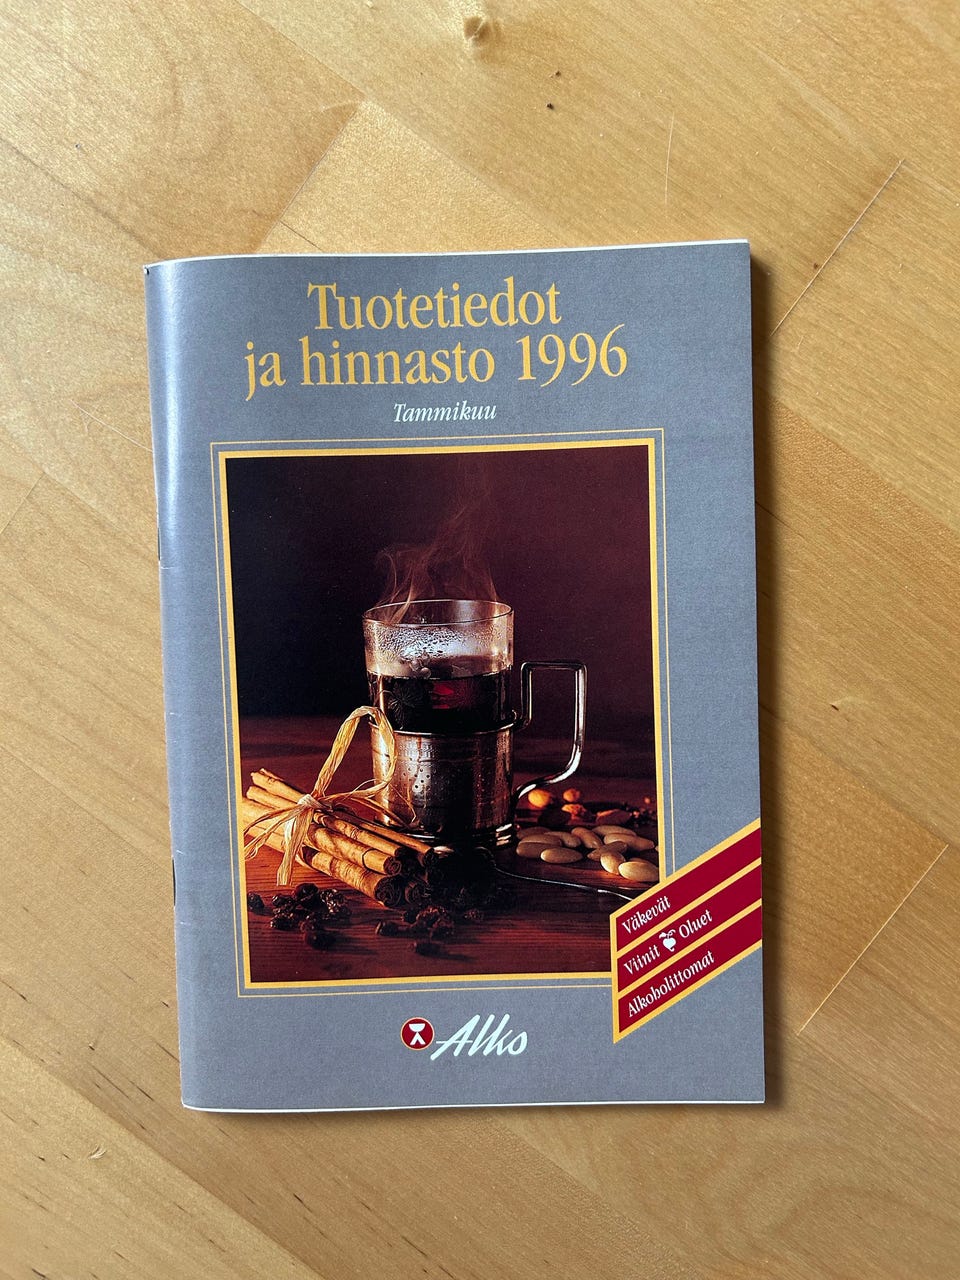 Tuotetiedot
ja hinnasto 1996
Tammikuu
Väkevät
Viinit Oluet
Alkoholittomat
Alko